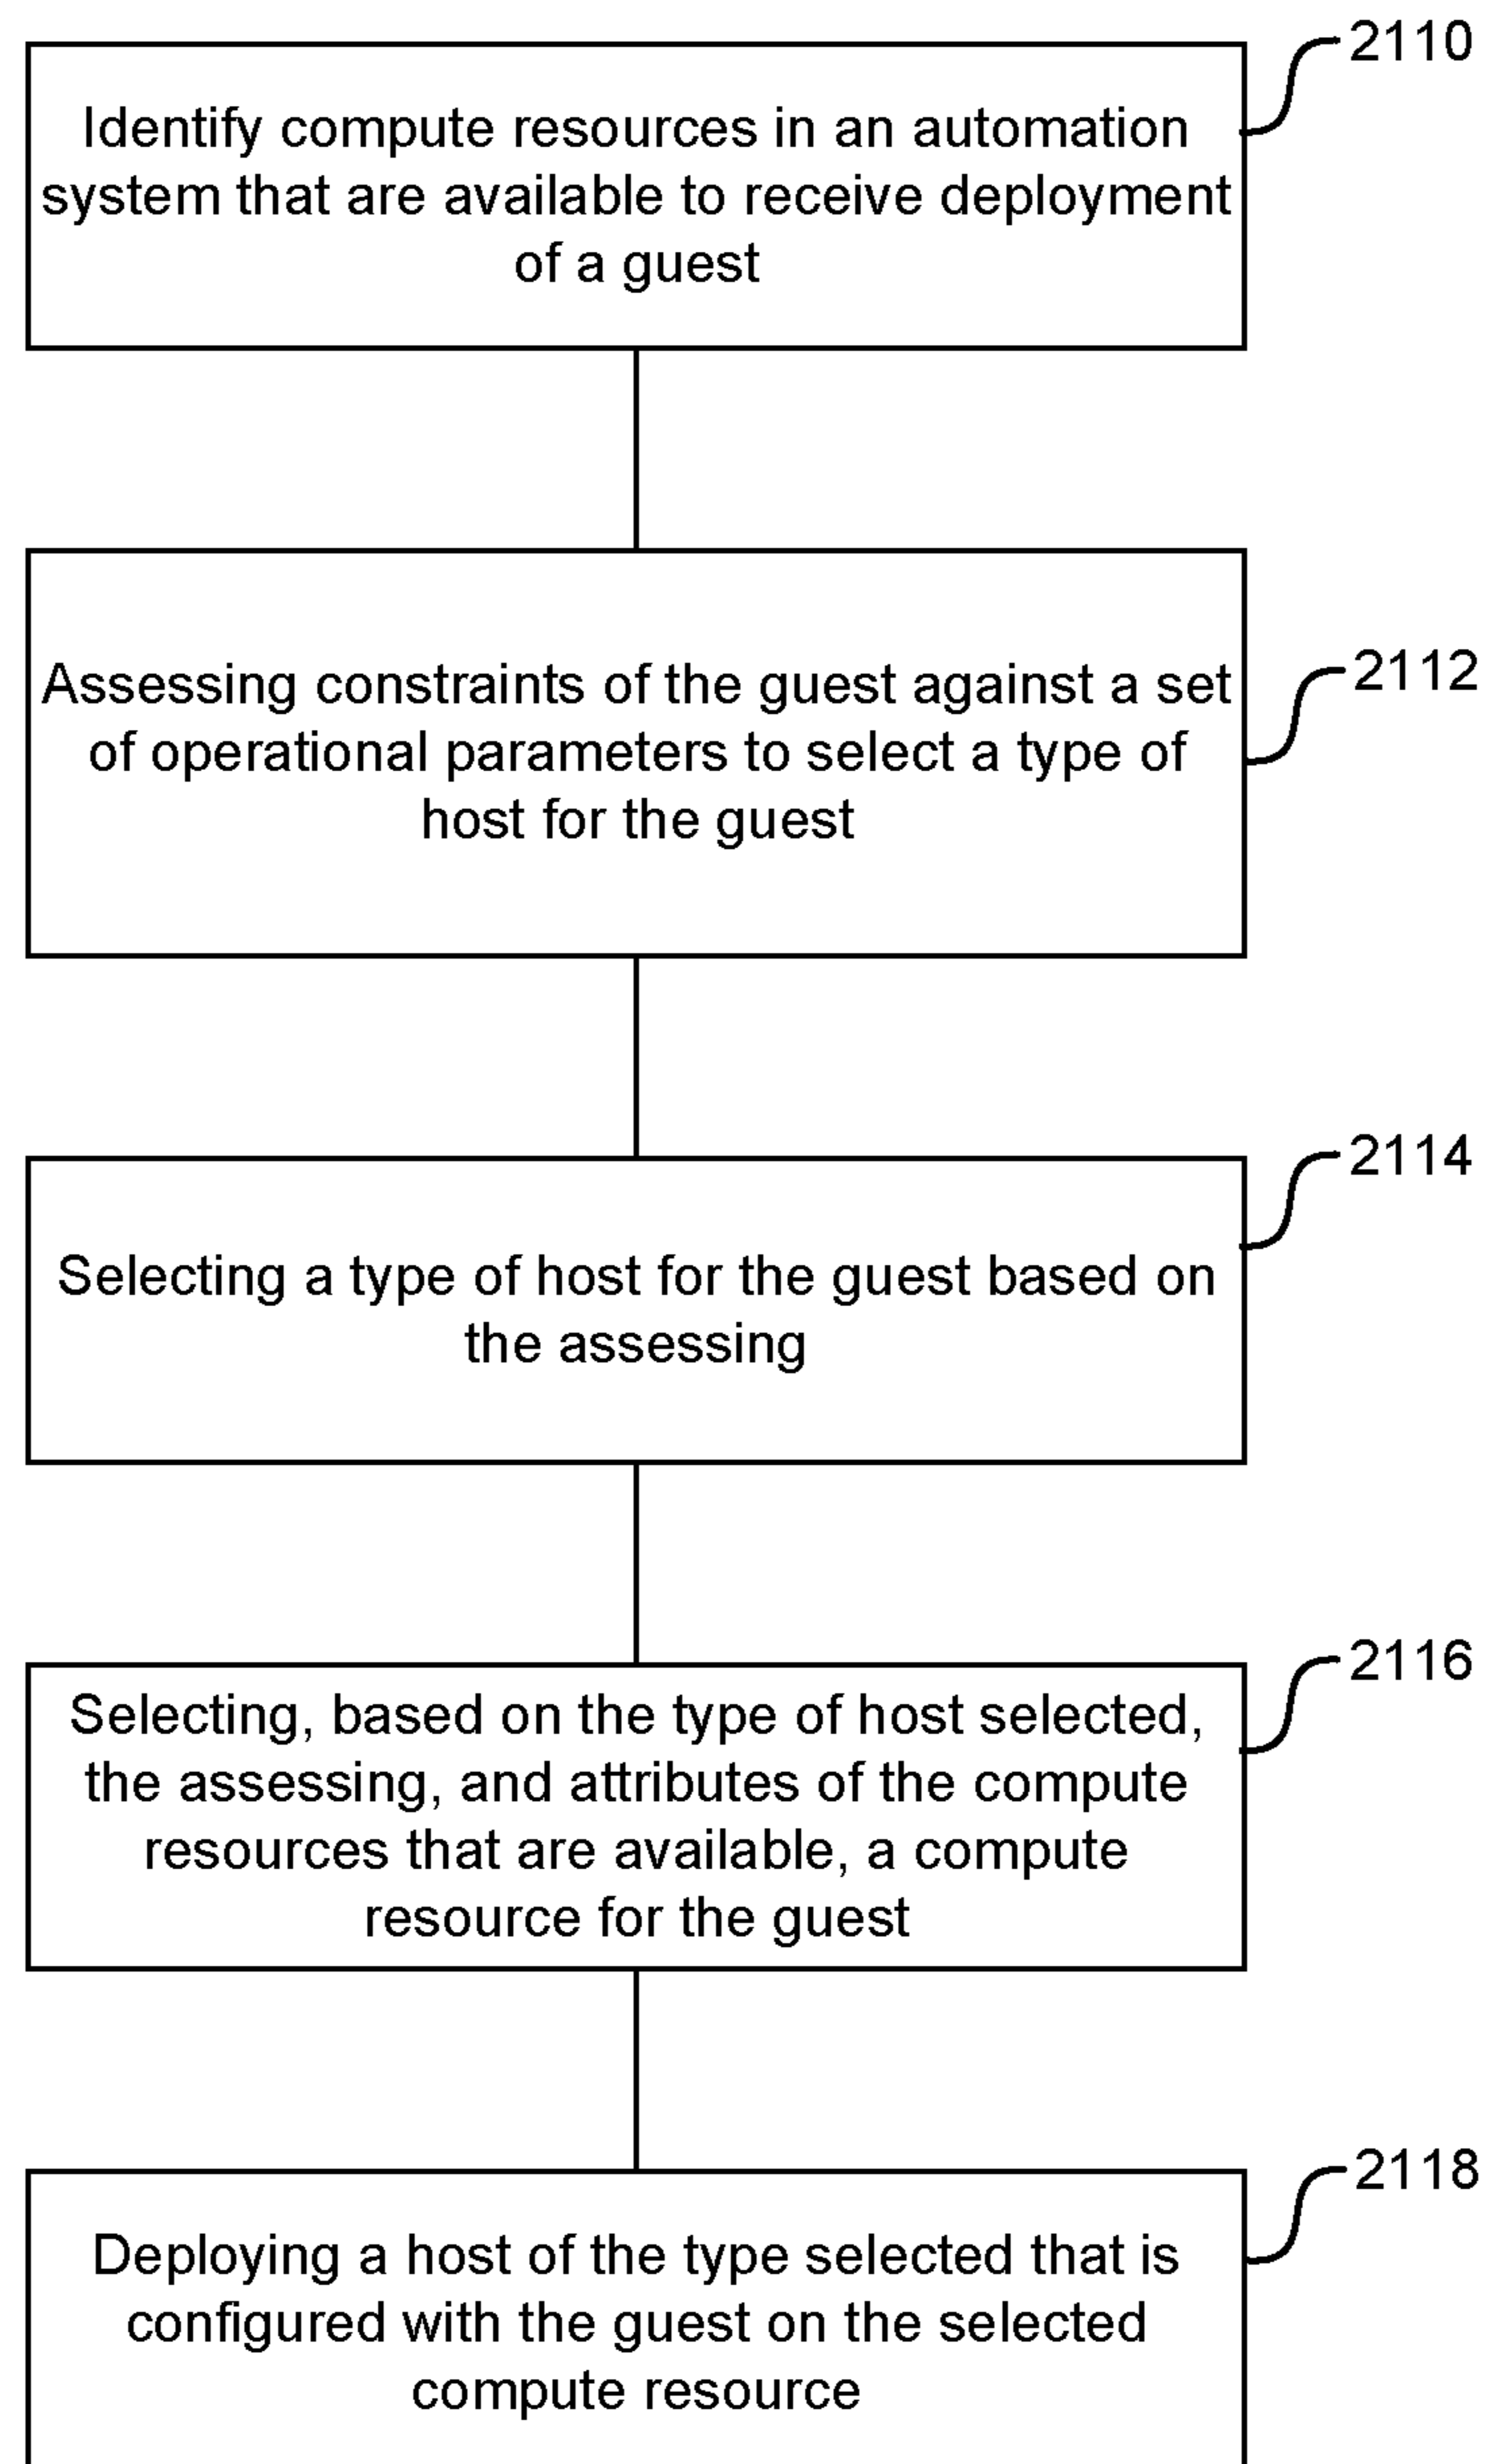 2110
Identify compute resources in an automation
system that are available to receive deployment
of a guest
2112
Assessing constraints of the guest against a set
of operational parameters to select a type of
host for the guest
2114
Selecting a type of host for the guest based on
the assessing
2116
Selecting, based on the type of host selected,
the assessing, and attributes of the compute
resources that are available, a compute
resource for the guest
2118
Deploying a host of the type selected that is
configured with the guest on the selected
compute resource